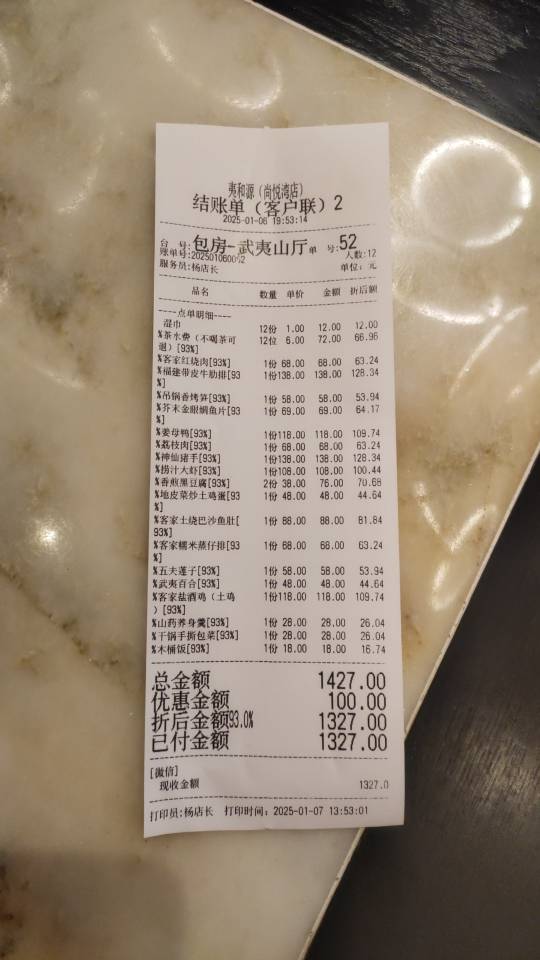 夷和源（尚悦湾店）
结账单（客户联）2
2025-01-06 19:53:14
台 号:包房-武夷山厅 单 号:52
账单号:202501060052 人数:12
服务员:杨店长 单位: 元
品名 数量 单价 金额 折后额
----点单明细----
湿巾 12份 1.00 12.00 12.00
%茶水费（不喝茶可 12位 6.00 72.00 66.96
退）[93%]
%客家红烧肉[93%] 1份 68.00 68.00 63.24
%福建带皮牛肋排[93 1份 138.00 138.00 128.34
%]
%吊锅香烤笋[93%] 1份 58.00 58.00 53.94
%芥末金眼鲷鱼片[93 1份 69.00 69.00 64.17
%]
%姜母鸭[93%] 1份 118.00 118.00 109.74
%荔枝肉[93%] 1份 68.00 68.00 63.24
%神仙猪手[93%] 1份 138.00 138.00 128.34
%捞汁大虾[93%] 1份 108.00 108.00 100.44
%香煎黑豆腐[93%] 2份 38.00 76.00 70.68
%地皮菜炒土鸡蛋[93 1份 48.00 48.00 44.64
%]
%客家土烧巴沙鱼肚[ 1份 88.00 88.00 81.84
93%]
%客家糯米蒸仔排[93 1份 68.00 68.00 63.24
%]
%五夫莲子[93%] 1份 58.00 58.00 53.94
%武夷百合[93%] 1份 48.00 48.00 44.64
%客家盐酒鸡（土鸡 1份 118.00 118.00 109.74
）[93%]
%山药养身羹[93%] 1份 28.00 28.00 26.04
%干锅手撕包菜[93%] 1份 28.00 28.00 26.04
%木桶饭[93%] 1份 18.00 18.00 16.74
总金额 1427.00
优惠金额 100.00
折后金额93.0% 1327.00
已付金额 1327.00
[微信]
现收金额 1327.0
打印员:杨店长 打印时间: 2025-01-07 13:53:01